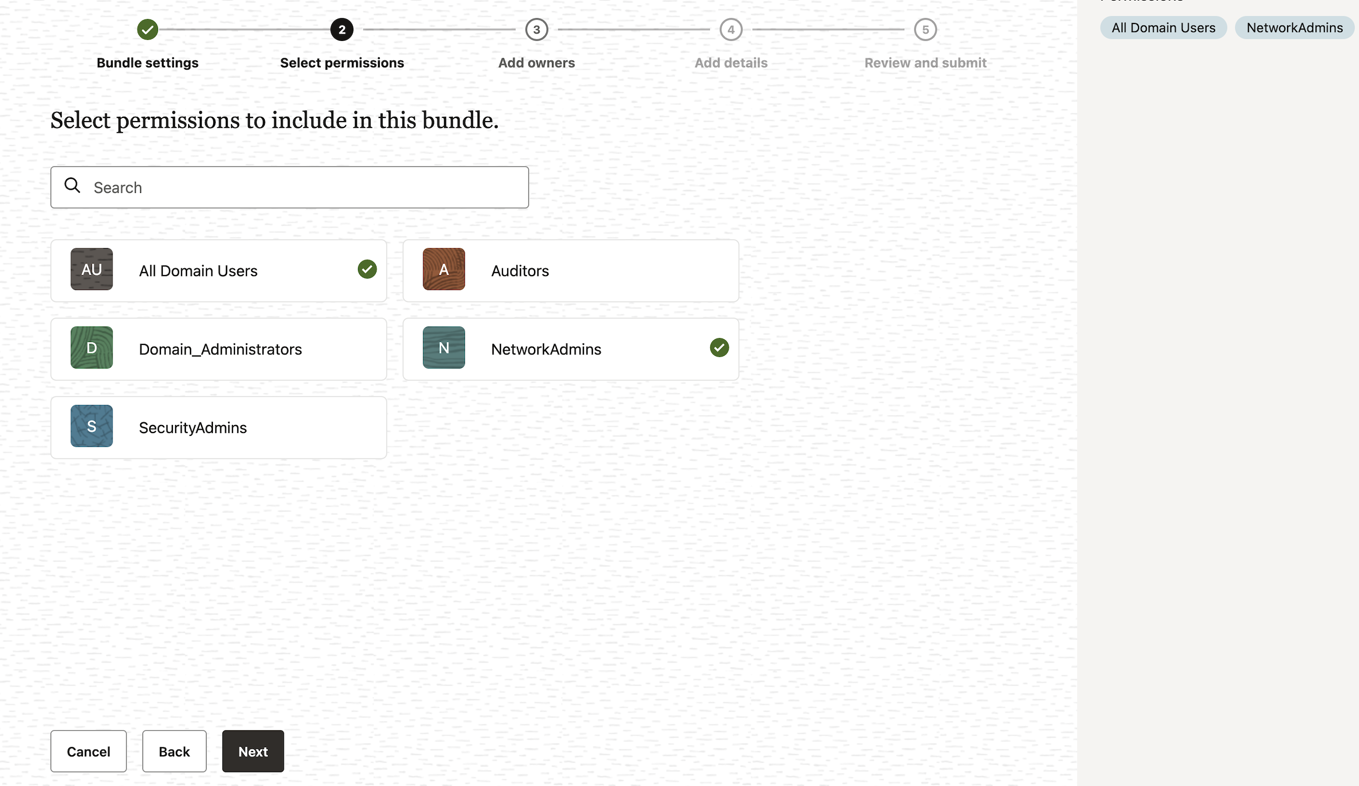 2 3 4 5
Bundle settings Select permissions Add owners Add details Review and submit
Select permissions to include in this bundle.
Search
AU All Domain Users
A Auditors
D Domain_Administrators
N NetworkAdmins
S SecurityAdmins
Cancel Back Next
All Domain Users NetworkAdmins